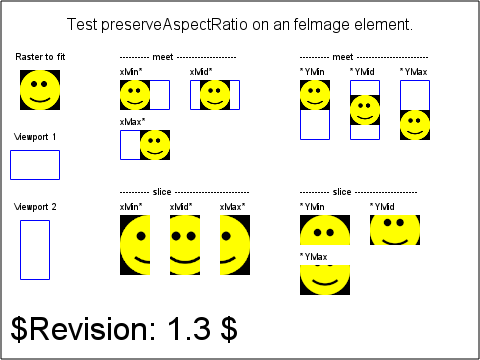 Test preserveAspectRatio on an feImage element.
Raster to fit
--------------- meet ------------------
xMin*
xMid*
xMax*
---------- meet ---------------
*YMin
*YMid
*YMax
Viewport 1
Viewport 2
---------- slice ----------------------
xMin*
xMid*
xMax*
---------- slice ---------------
*YMin
*YMid
*YMax
$Revision: 1.3 $